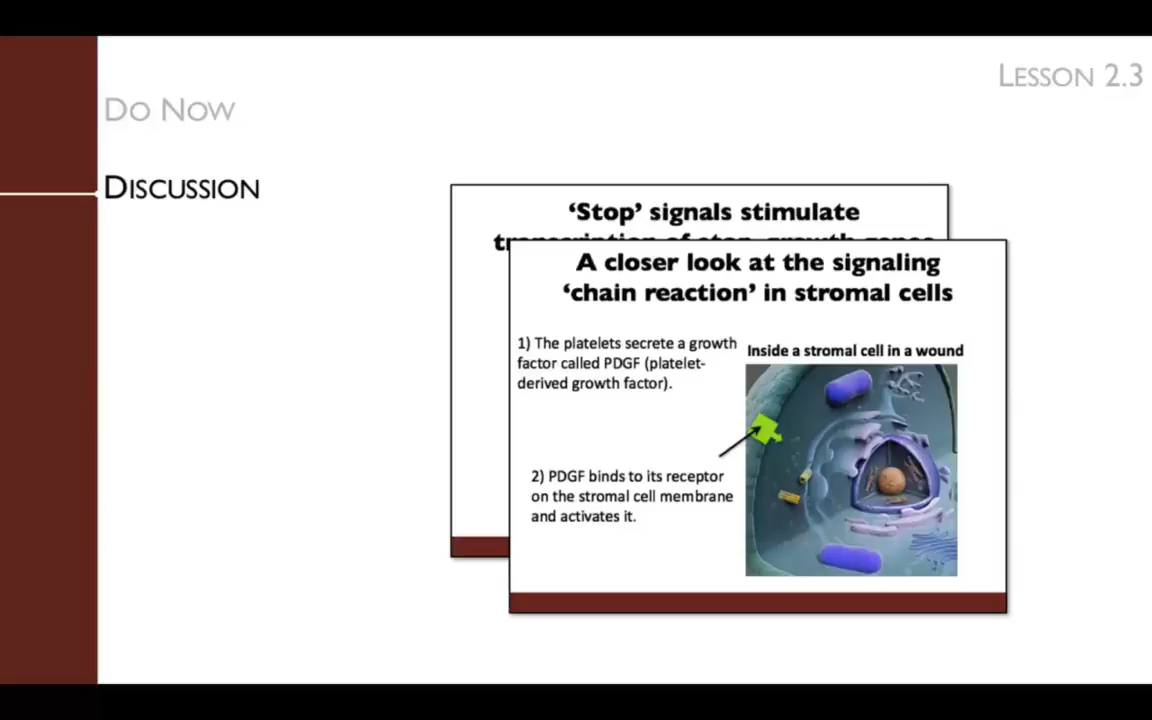 LESSON 2.3
DO NOW
DISCUSSION
‘Stop’ signals stimulate
transcription of stop-growth genes
A closer look at the signaling
‘chain reaction’ in stromal cells
1) The platelets secrete a growth
factor called PDGF (platelet-
derived growth factor).
Inside a stromal cell in a wound
2) PDGF binds to its receptor
on the stromal cell membrane
and activates it.